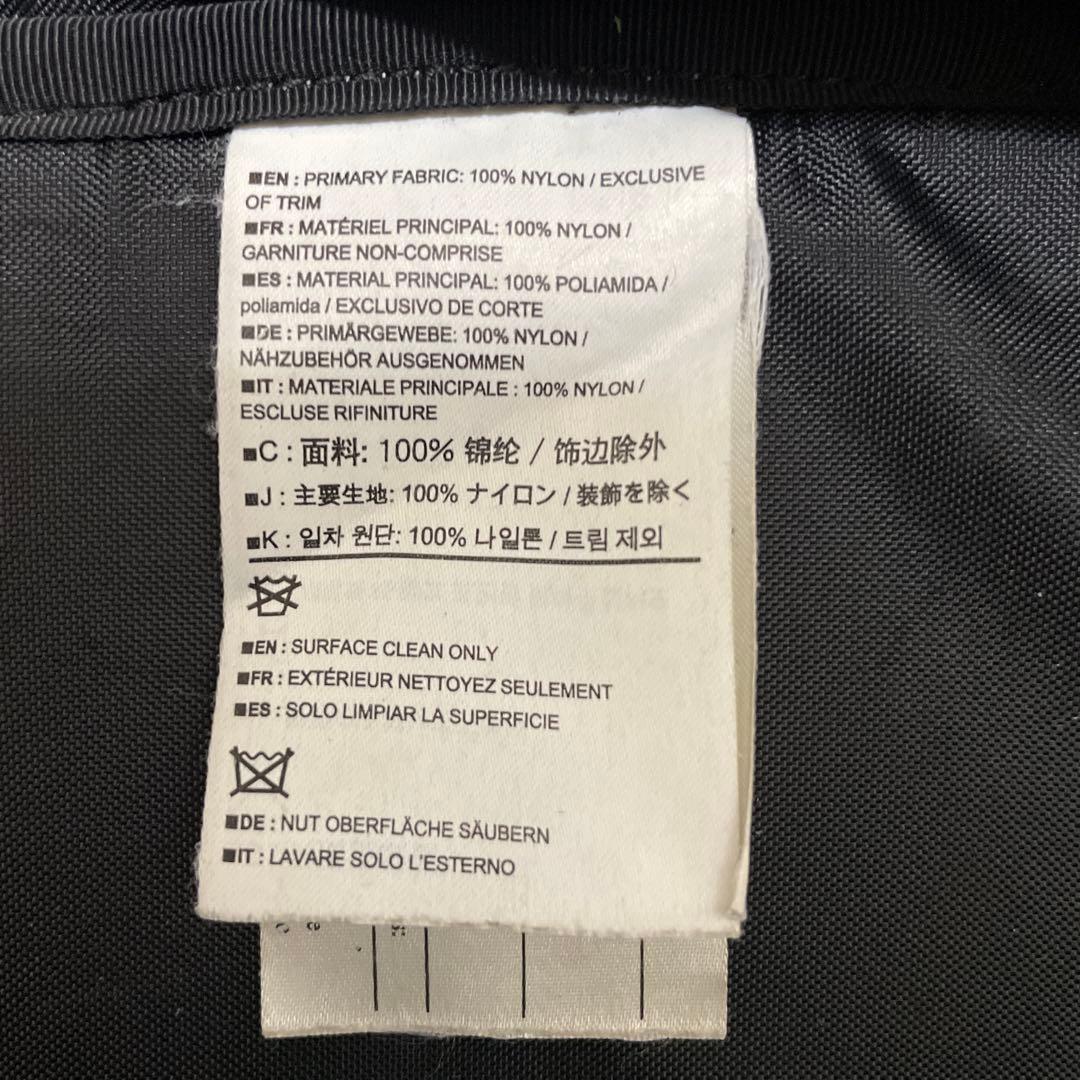 ■EN : PRIMARY FABRIC: 100% NYLON / EXCLUSIVE
OF TRIM
■FR : MATÉRIEL PRINCIPAL: 100% NYLON /
GARNITURE NON-COMPRISE
■ES : MATERIAL PRINCIPAL: 100% POLIAMIDA /
poliamida / EXCLUSIVO DE CORTE
■DE : PRIMÄRGEWEBE: 100% NYLON /
NÄHZUBEHÖR AUSGENOMMEN
■IT : MATERIALE PRINCIPALE : 100% NYLON /
ESCLUSE RIFINITURE
■C : 面料: 100% 锦纶 / 饰边除外
■J : 主要生地: 100% ナイロン / 装飾を除く
■K : 일차 원단: 100% 나일론 / 트림 제외
■EN : SURFACE CLEAN ONLY
■FR : EXTÉRIEUR NETTOYEZ SEULEMENT
■ES : SOLO LIMPIAR LA SUPERFICIE
■DE : NUT OBERFLÄCHE SÄUBERN
■IT : LAVARE SOLO L'ESTERNO